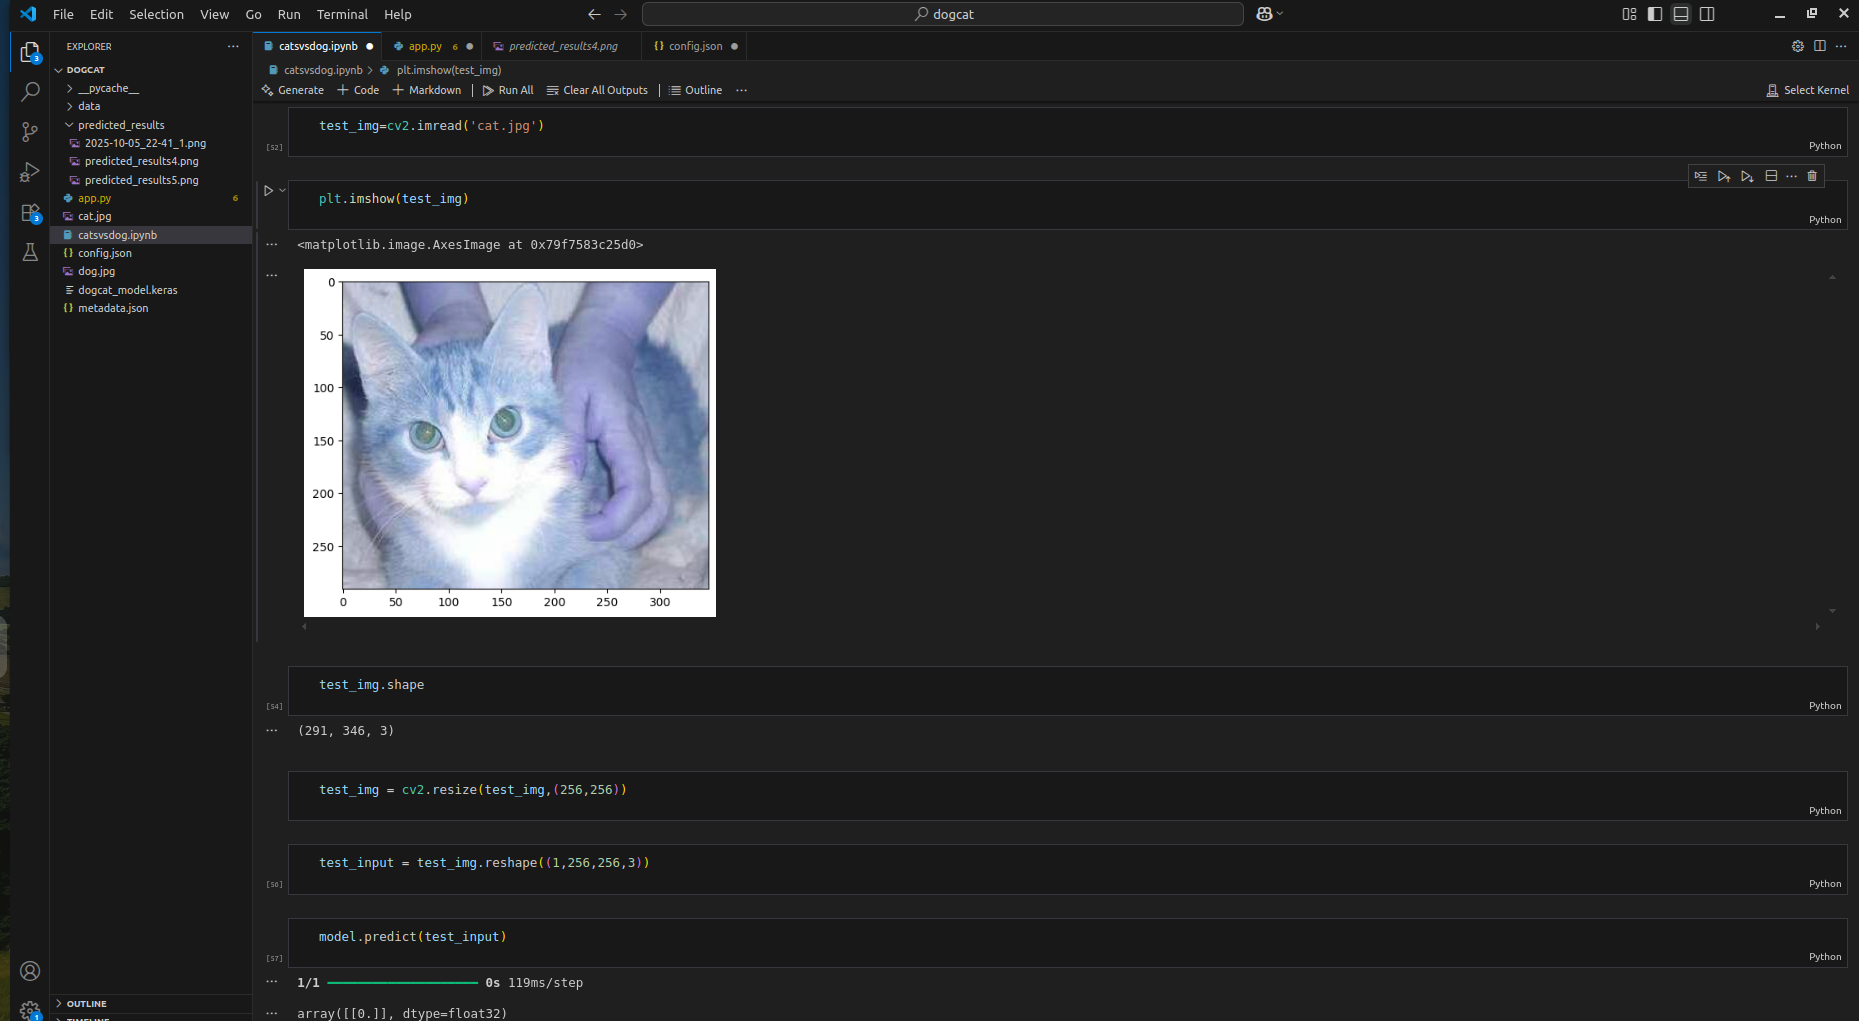 File Edit Selection View Go Run Terminal Help
dogcat
EXPLORER
DOGCAT
__pycache__
data
predicted_results
2025-10-05_22-41_1.png
predicted_results4.png
predicted_results5.png
app.py 6
cat.jpg
catsvsdog.ipynb
config.json
dog.jpg
dogcat_model.keras
metadata.json
OUTLINE
TIMELINE
3
3
1
catsvsdog.ipynb app.py 6 predicted_results4.png config.json
catsvsdog.ipynb > plt.imshow(test_img)
Generate + Code + Markdown Run All Clear All Outputs Outline ... Select Kernel
test_img=cv2.imread('cat.jpg')
[52] Python
plt.imshow(test_img)
Python
<matplotlib.image.AxesImage at 0x79f7583c25d0>
0
50
100
150
200
250
0 50 100 150 200 250 300
test_img.shape
[54] Python
(291, 346, 3)
test_img = cv2.resize(test_img,(256,256))
Python
test_input = test_img.reshape((1,256,256,3))
[56] Python
model.predict(test_input)
[57] Python
1/1 ━━━━━━━━━━━━━━━━━━━━ 0s 119ms/step
array([[0.]], dtype=float32)